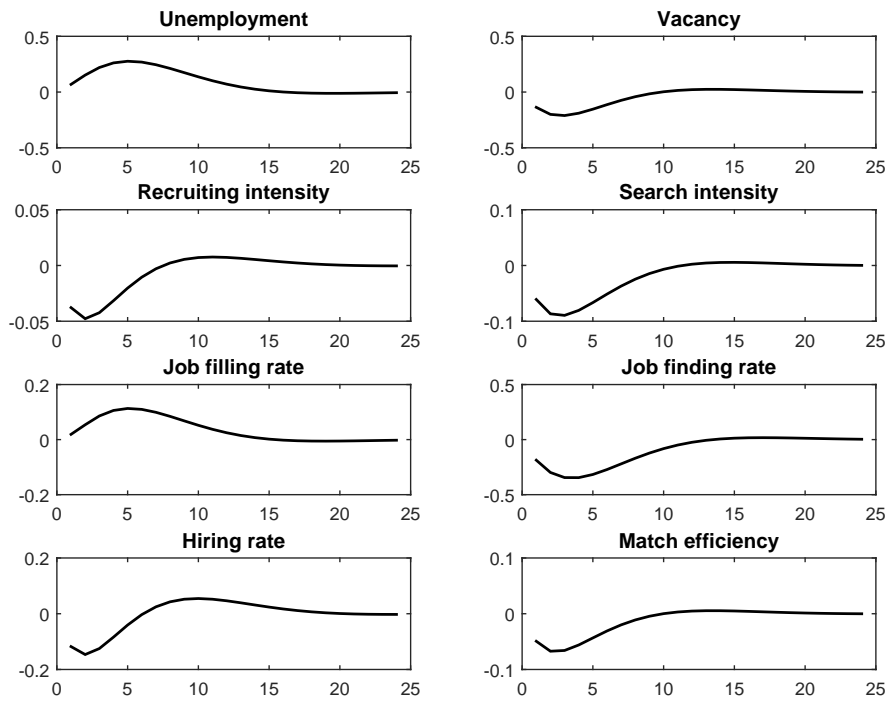 Unemployment
0.5
0
-0.5
0 5 10 15 20 25
Vacancy
0.5
0
-0.5
0 5 10 15 20 25
Recruiting intensity
0.05
0
-0.05
0 5 10 15 20 25
Search intensity
0.1
0
-0.1
0 5 10 15 20 25
Job filling rate
0.2
0
-0.2
0 5 10 15 20 25
Job finding rate
0.5
0
-0.5
0 5 10 15 20 25
Hiring rate
0.2
0
-0.2
0 5 10 15 20 25
Match efficiency
0.1
0
-0.1
0 5 10 15 20 25